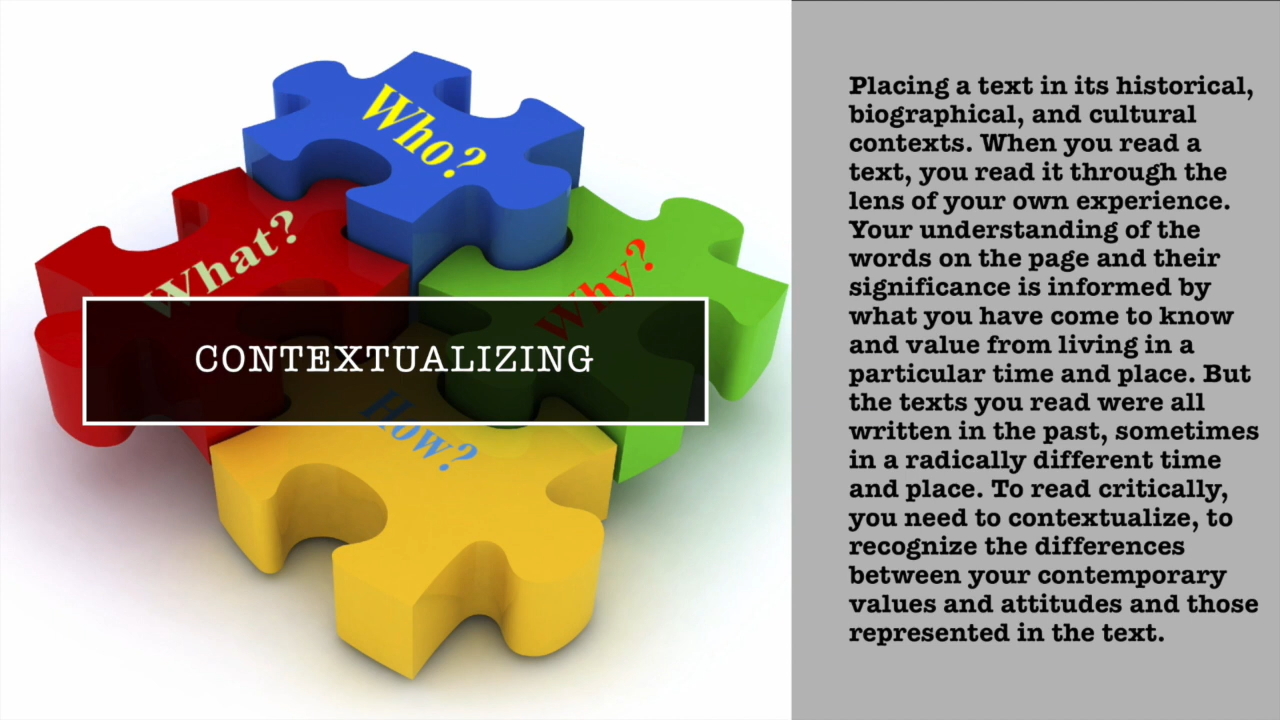 Who?
What?
Why?
CONTEXTUALIZING
How?
Placing a text in its historical,
biographical, and cultural
contexts. When you read a
text, you read it through the
lens of your own experience.
Your understanding of the
words on the page and their
significance is informed by
what you have come to know
and value from living in a
particular time and place. But
the texts you read were all
written in the past, sometimes
in a radically different time
and place. To read critically,
you need to contextualize, to
recognize the differences
between your contemporary
values and attitudes and those
represented in the text.